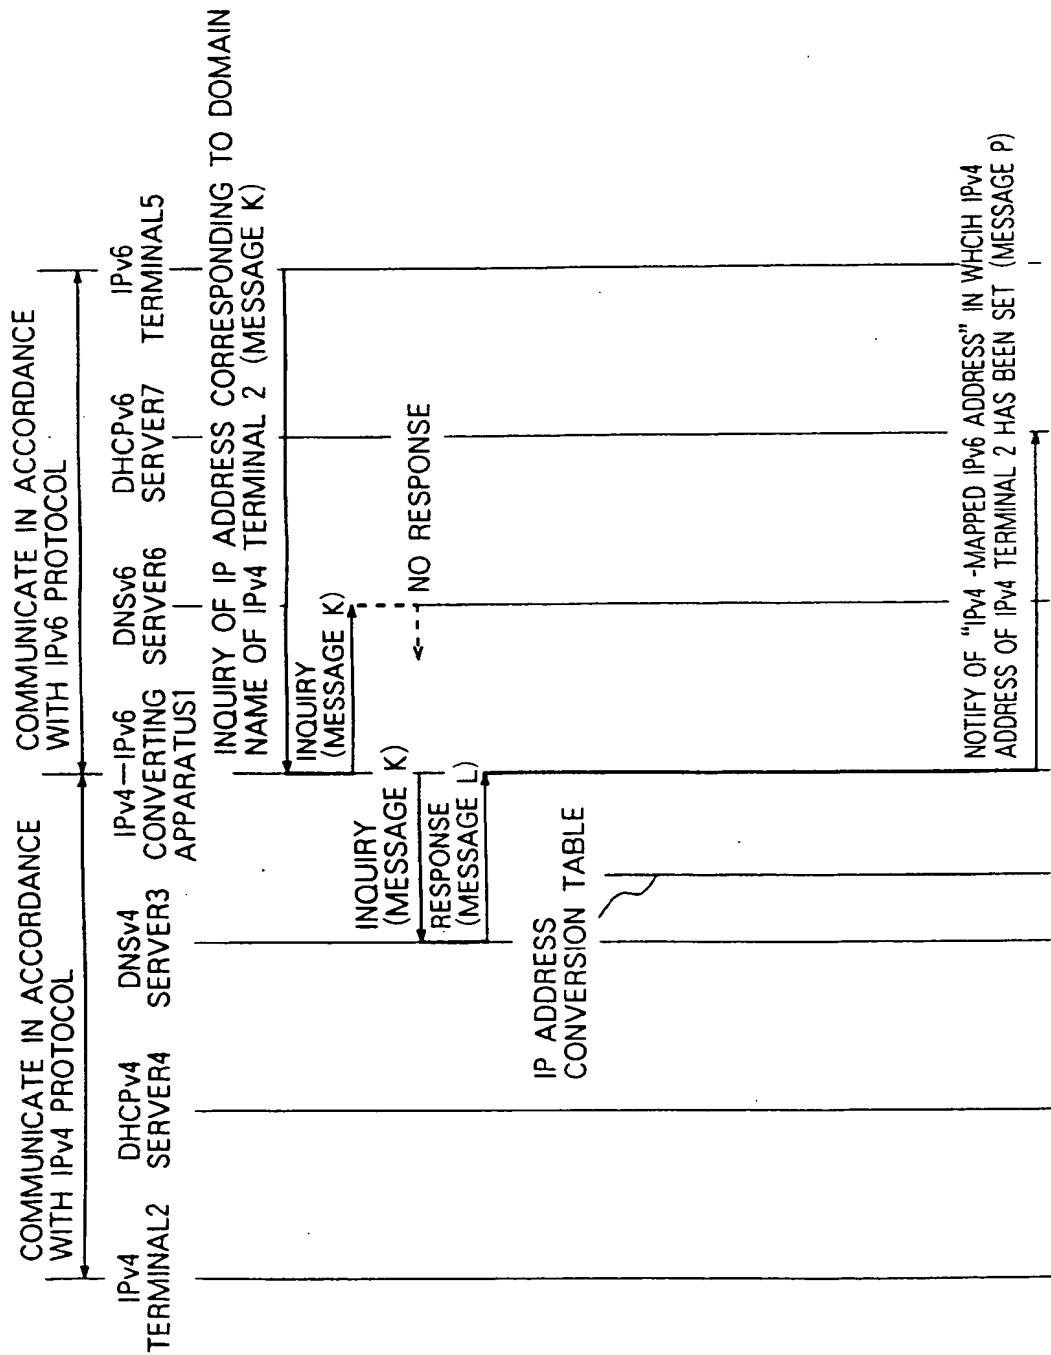 COMMUNICATE IN ACCORDANCE
WITH IPv4 PROTOCOL
COMMUNICATE IN ACCORDANCE
WITH IPv6 PROTOCOL
IPv4
TERMINAL2
DHCPv4
SERVER4
DNSv4
SERVER3
IPv4—IPv6
CONVERTING
APPARATUS1
DNSv6
SERVER6
DHCPv6
SERVER7
IPv6
TERMINAL5
INQUIRY OF IP ADDRESS CORRESPONDING TO DOMAIN
NAME OF IPv4 TERMINAL 2 (MESSAGE K)
INQUIRY
(MESSAGE K)
NO RESPONSE
INQUIRY
(MESSAGE K)
RESPONSE
(MESSAGE L)
IP ADDRESS
CONVERSION TABLE
NOTIFY OF "IPv4 -MAPPED IPv6 ADDRESS" IN WHCIH IPv4
ADDRESS OF IPv4 TERMINAL 2 HAS BEEN SET (MESSAGE P)